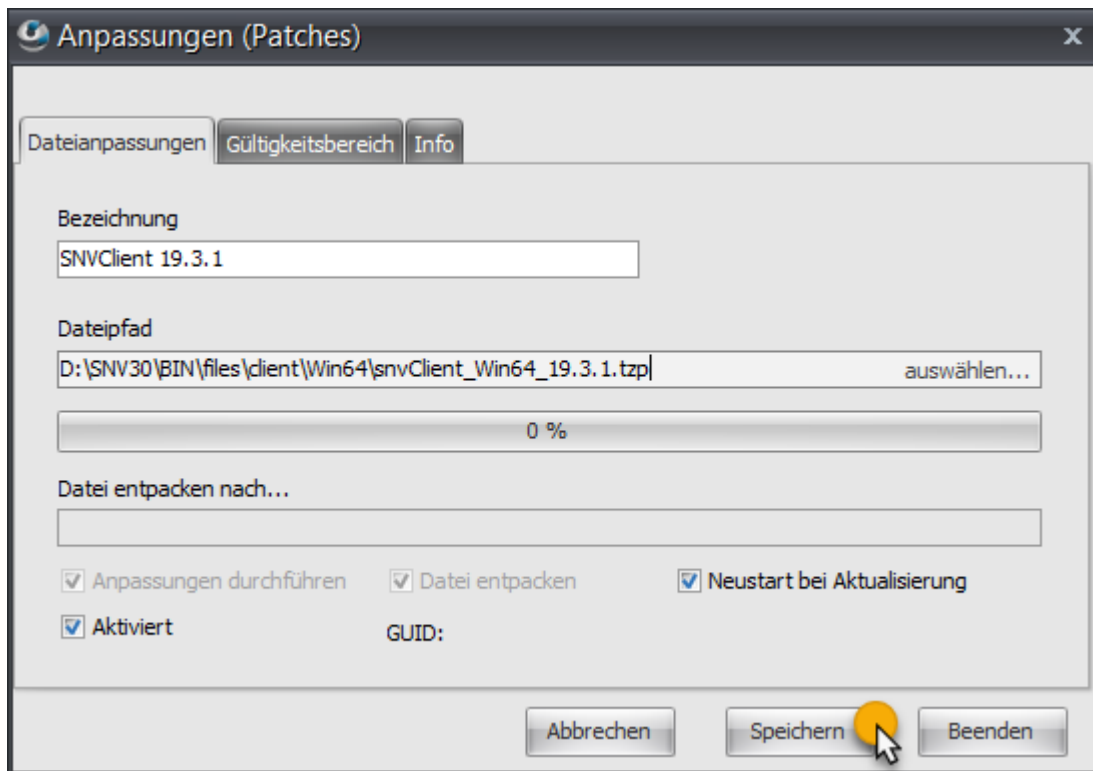 Anpassungen (Patches)
x
Dateianpassungen Gültigkeitsbereich Info
Bezeichnung
SNVClient 19.3.1
Dateipfad
D:\SNV30\BIN\files\client\Win64\snvClient_Win64_19.3.1.tzp auswählen...
0 %
Datei entpacken nach...
Anpassungen durchführen Datei entpacken Neustart bei Aktualisierung
Aktiviert GUID:
Abbrechen Speichern Beenden